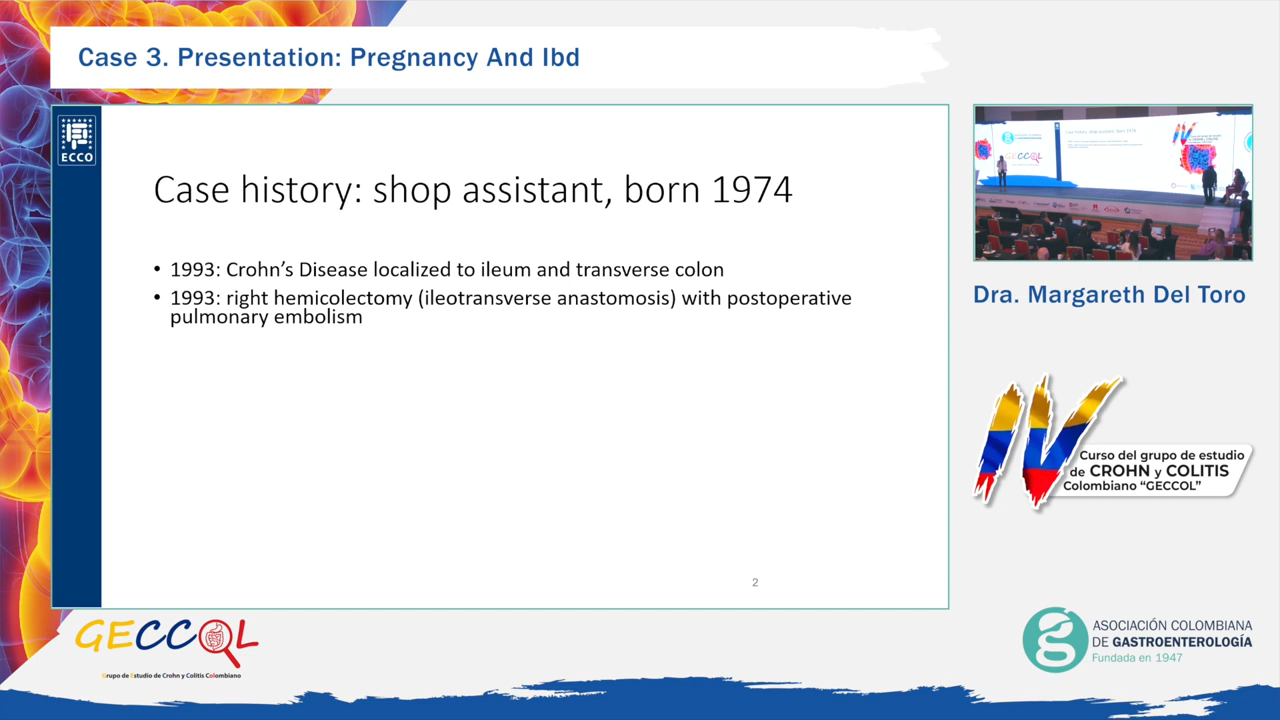 Case 3. Presentation: Pregnancy And Ibd
ECCO
Case history: shop assistant, born 1974
• 1993: Crohn's Disease localized to ileum and transverse colon
• 1993: right hemicolectomy (ileotransverse anastomosis) with postoperative
pulmonary embolism
2
Dra. Margareth Del Toro
IV
Curso del grupo de estudio
de CROHN y COLITIS
Colombiano "GECCOL"
GECCOL
Grupo de Estudio de Crohn y Colitis Colombiano
ASOCIACIÓN COLOMBIANA
DE GASTROENTEROLOGÍA
Fundada en 1947